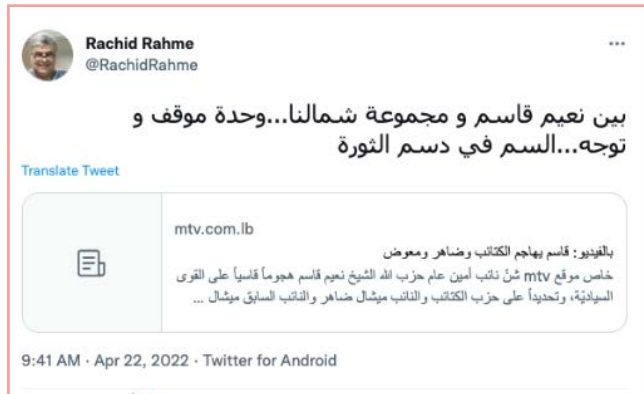 Rachid Rahme
@RachidRahme
بين نعيم قاسم و مجموعة شمالنا...وحدة موقف و
توجه...السم في دسم الثورة
Translate Tweet
mtv.com.lb
بالفيديو: قاسم يهاجم الكتائب وضاهر ومعوض
خاص موقع mtv شنّ نائب أمين عام حزب الله الشيخ نعيم قاسم هجوماً قاسياً على القوى
السياديّة، وتحديداً على حزب الكتائب والنائب ميشال ضاهر والنائب السابق ميشال ...
9:41 AM · Apr 22, 2022 · Twitter for Android